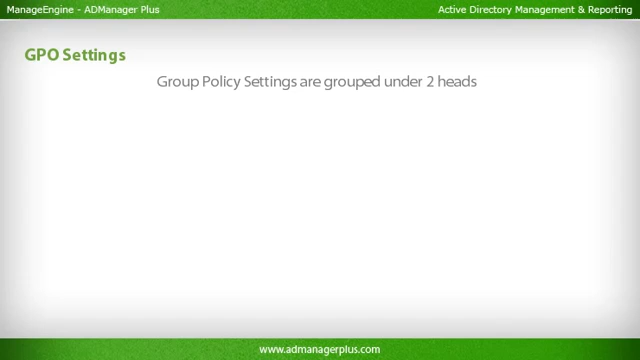 ManageEngine - ADManager Plus
Active Directory Management & Reporting
GPO Settings
Group Policy Settings are grouped under 2 heads
www.admanagerplus.com